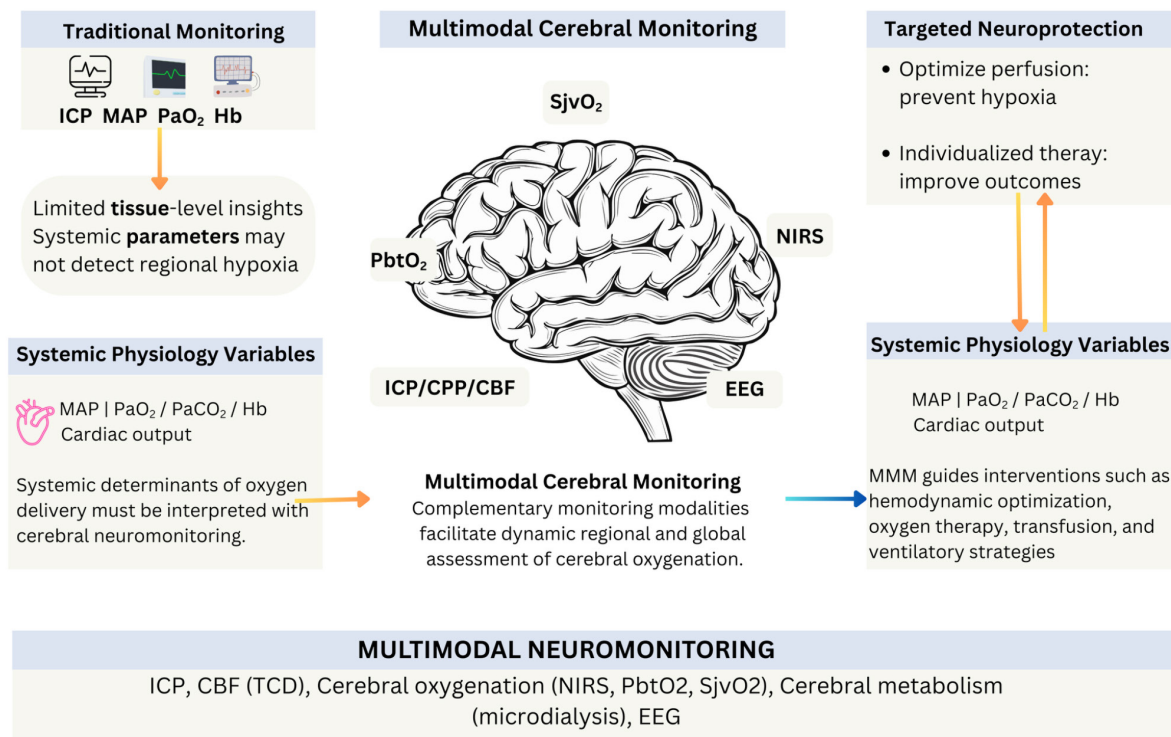 Traditional Monitoring
ICP MAP PaO₂ Hb
Limited tissue-level insights
Systemic parameters may
not detect regional hypoxia
Systemic Physiology Variables
MAP | PaO₂ / PaCO₂ / Hb
Cardiac output
Systemic determinants of oxygen
delivery must be interpreted with
cerebral neuromonitoring.
Multimodal Cerebral Monitoring
SjvO₂
NIRS
PbtO₂
ICP/CPP/CBF
EEG
Multimodal Cerebral Monitoring
Complementary monitoring modalities
facilitate dynamic regional and global
assessment of cerebral oxygenation.
Targeted Neuroprotection
• Optimize perfusion:
prevent hypoxia
• Individualized theray:
improve outcomes
Systemic Physiology Variables
MAP | PaO₂ / PaCO₂ / Hb
Cardiac output
MMM guides interventions such as
hemodynamic optimization,
oxygen therapy, transfusion, and
ventilatory strategies
MULTIMODAL NEUROMONITORING
ICP, CBF (TCD), Cerebral oxygenation (NIRS, PbtO2, SjvO2), Cerebral metabolism
(microdialysis), EEG